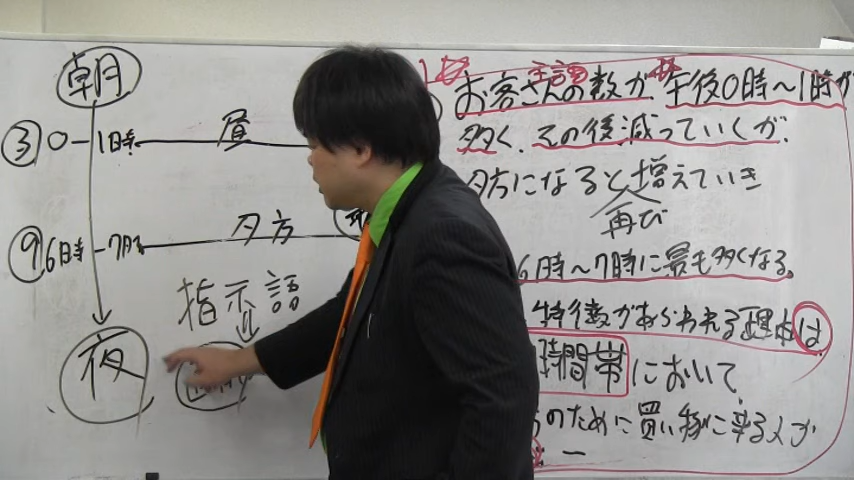 朝
③ 0-1時 昼
⑨ 6時-7時 夕方
指示語
夜
主語
お客さんの数が、午後0時〜1時が
多く、その後減っていくが、
夕方になると増えていき
再び
6時〜7時に最も多くなる。
特徴があらわれる理由は
時間帯において、
のために買い物に来る人が